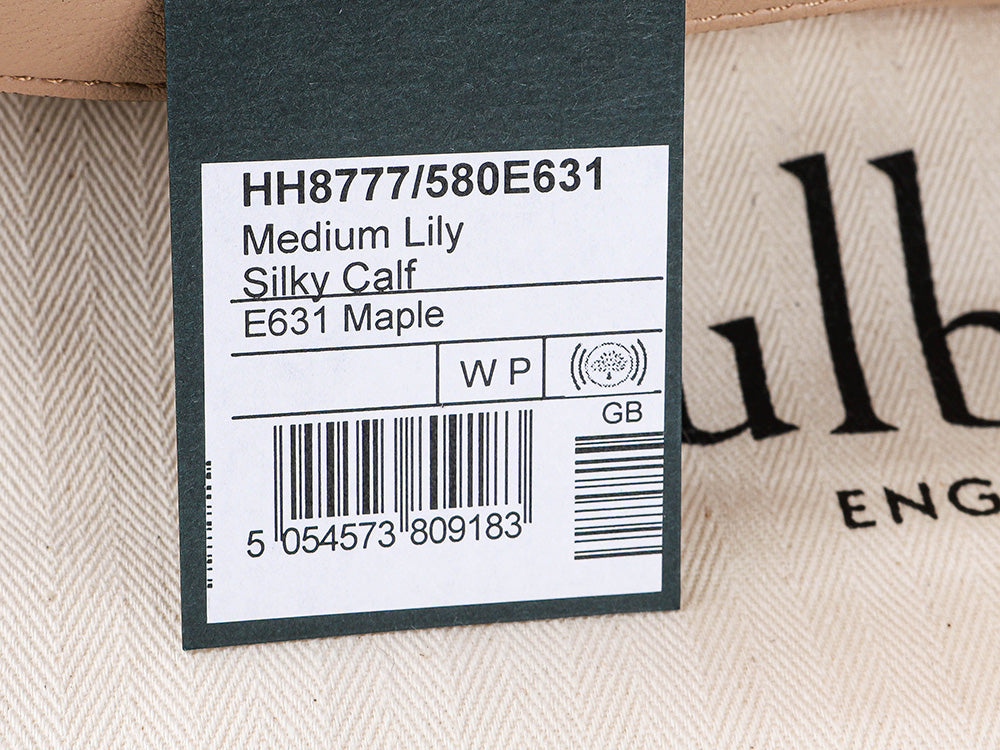 HH8777/580E631
Medium Lily
Silky Calf
E631 Maple
W P
GB
5 054573 809183
ulb
ENG